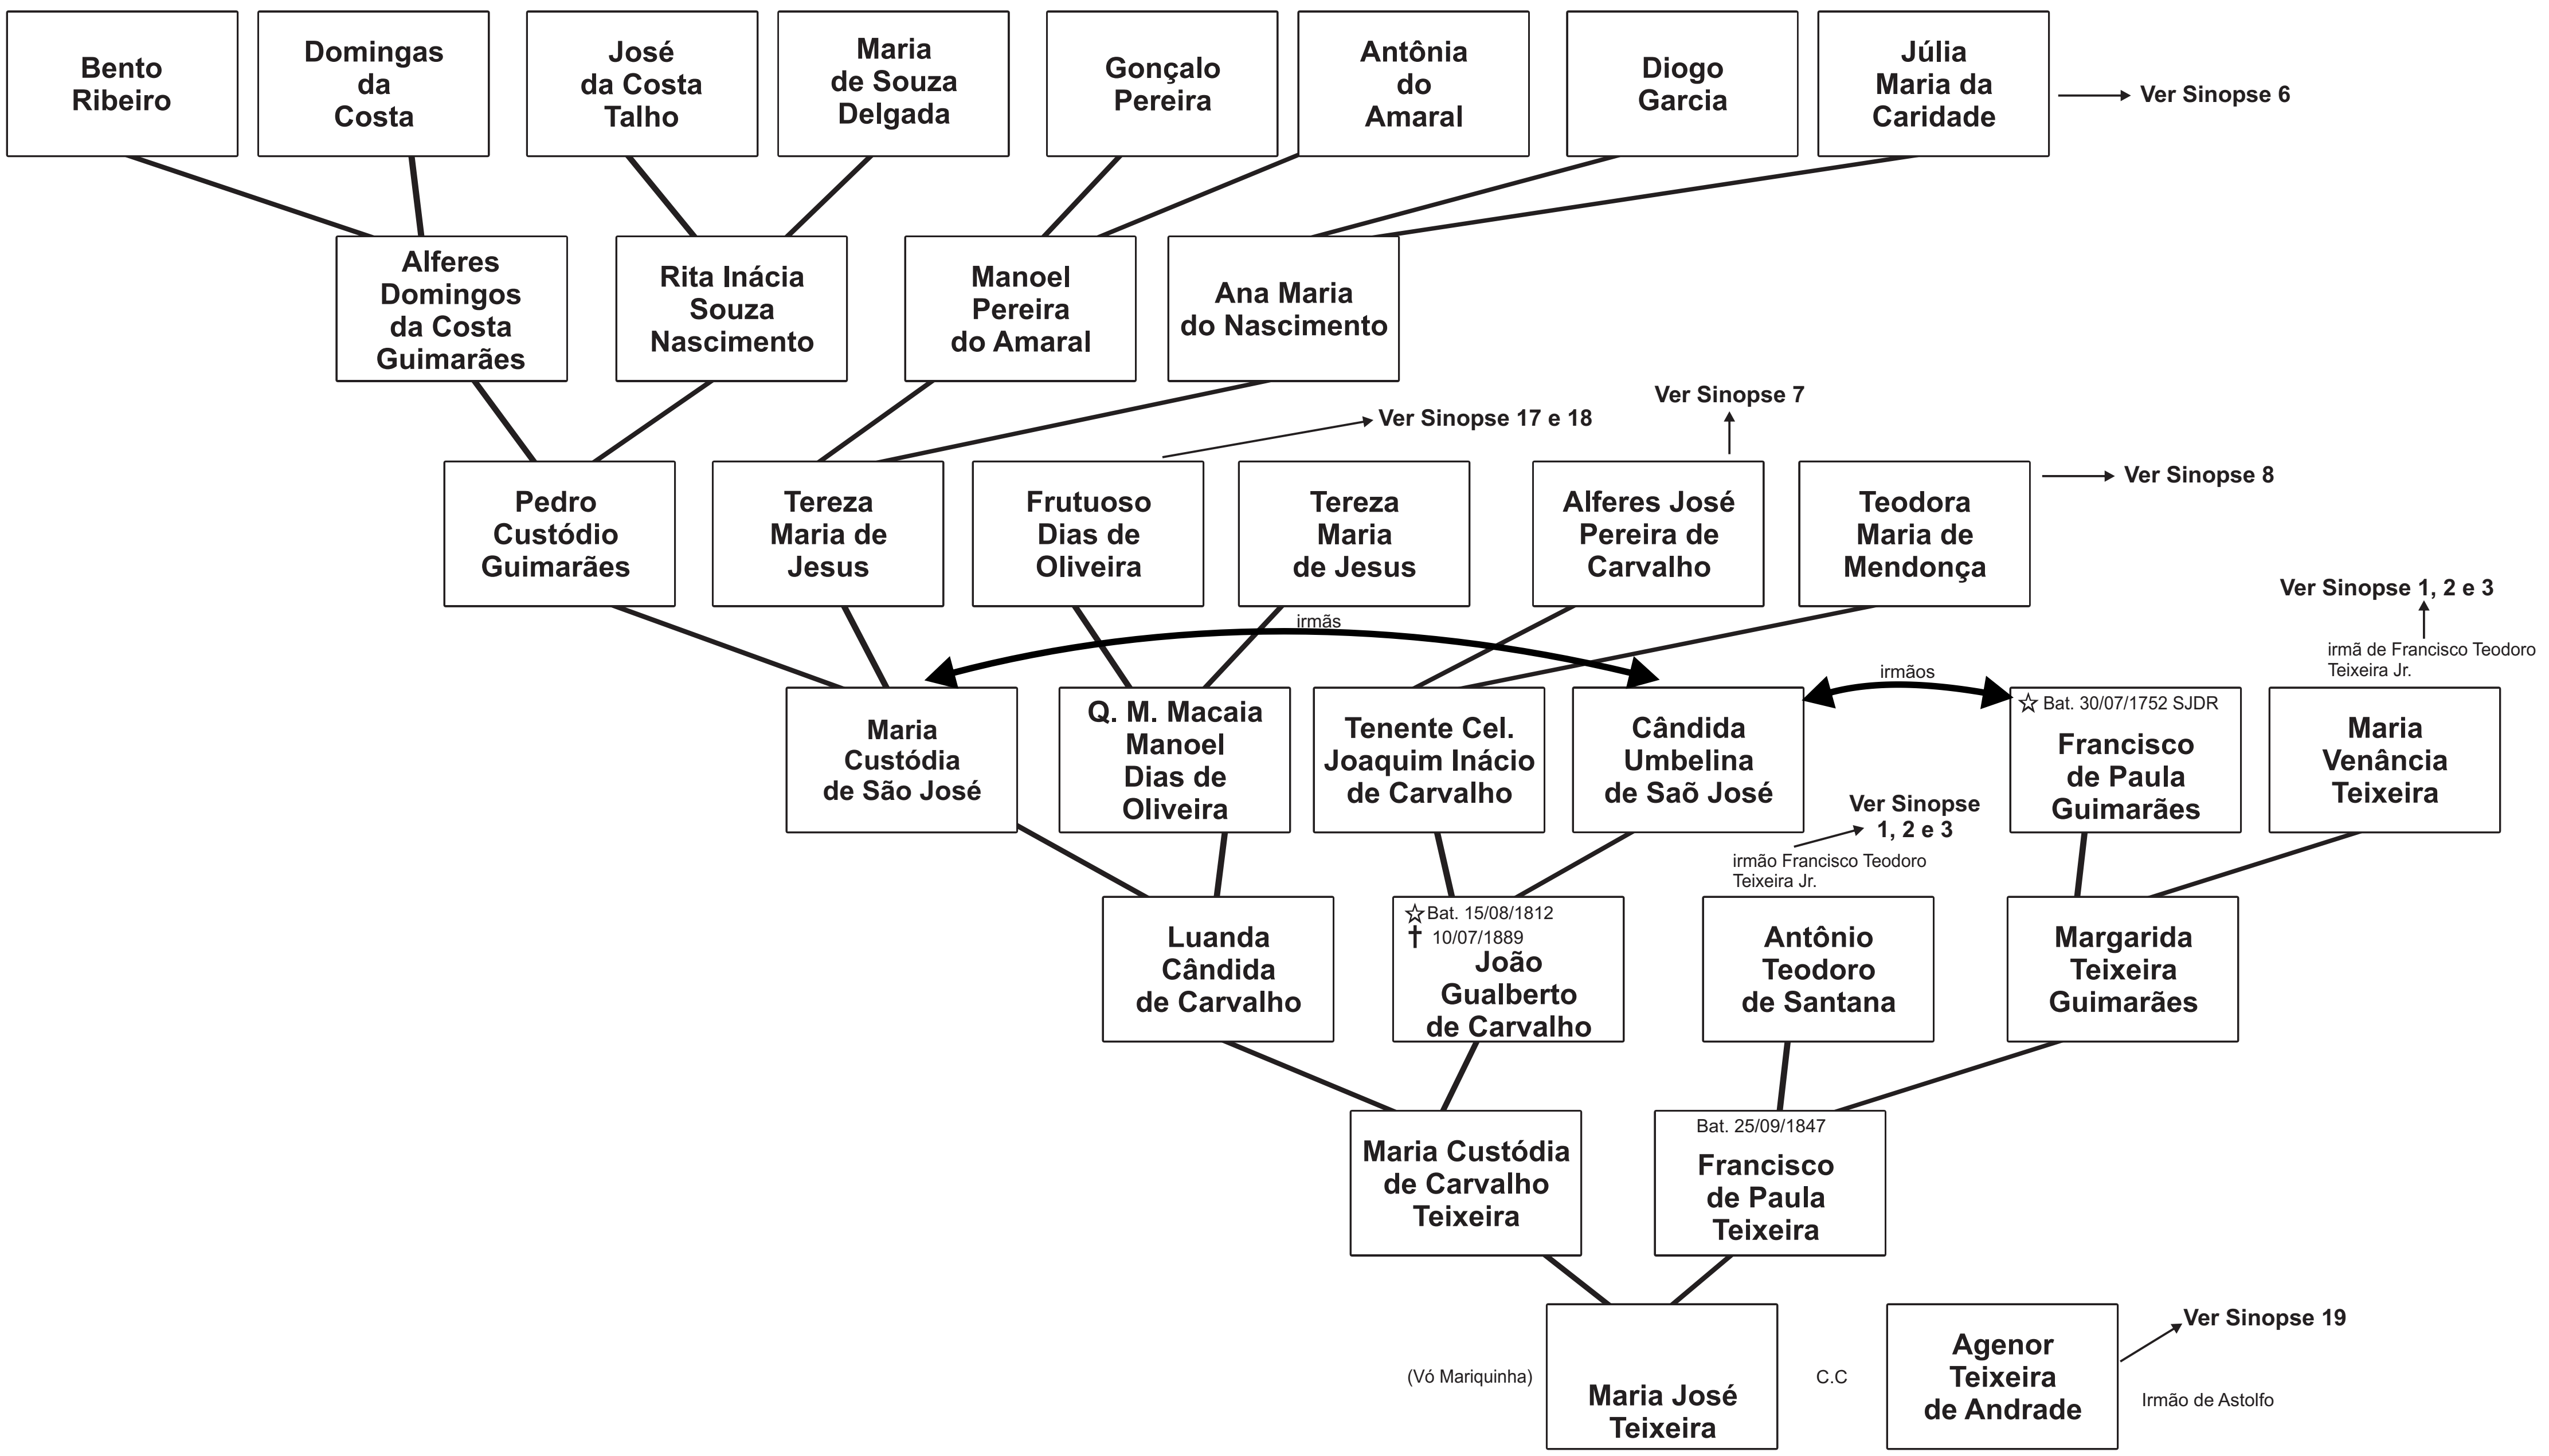 Bento
Ribeiro
Domingas
da
Costa
José
da Costa
Talho
Maria
de Souza
Delgada
Gonçalo
Pereira
Antônia
do
Amaral
Diogo
Garcia
Júlia
Maria da
Caridade
Ver Sinopse 6
Alferes
Domingos
da Costa
Guimarães
Rita Inácia
Souza
Nascimento
Manoel
Pereira
do Amaral
Ana Maria
do Nascimento
Ver Sinopse 17 e 18
Ver Sinopse 7
Pedro
Custódio
Guimarães
Tereza
Maria de
Jesus
Frutuoso
Dias de
Oliveira
Tereza
Maria
de Jesus
Alferes José
Pereira de
Carvalho
Teodora
Maria de
Mendonça
Ver Sinopse 8
irmãs
irmãos
Ver Sinopse 1, 2 e 3
irmã de Francisco Teodoro
Teixeira Jr.
Maria
Custódia
de São José
Q. M. Macaia
Manoel
Dias de
Oliveira
Tenente Cel.
Joaquim Inácio
de Carvalho
Cândida
Umbelina
de Saõ José
Bat. 30/07/1752 SJDR
Francisco
de Paula
Guimarães
Maria
Venância
Teixeira
Ver Sinopse
1, 2 e 3
irmão Francisco Teodoro
Teixeira Jr.
Luanda
Cândida
de Carvalho
Bat. 15/08/1812
10/07/1889
João
Gualberto
de Carvalho
Antônio
Teodoro
de Santana
Margarida
Teixeira
Guimarães
Maria Custódia
de Carvalho
Teixeira
Bat. 25/09/1847
Francisco
de Paula
Teixeira
(Vó Mariquinha)
Maria José
Teixeira
C.C
Agenor
Teixeira
de Andrade
Ver Sinopse 19
Irmão de Astolfo